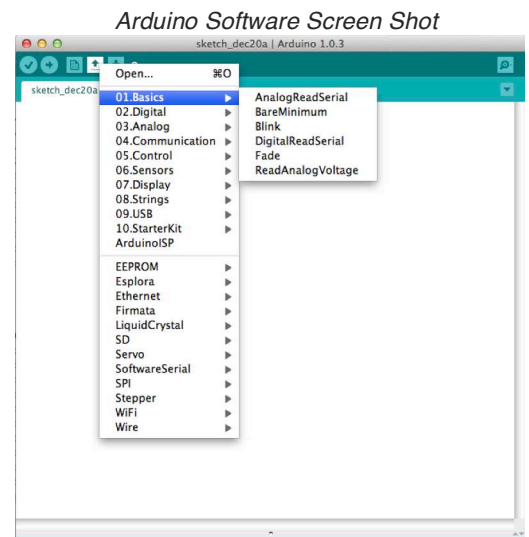 Arduino Software Screen Shot
sketch_dec20a | Arduino 1.0.3
sketch_dec20a
Open... ⌘O
01.Basics
02.Digital
03.Analog
04.Communication
05.Control
06.Sensors
07.Display
08.Strings
09.USB
10.StarterKit
ArduinoISP
EEPROM
Esplora
Ethernet
Firmata
LiquidCrystal
SD
Servo
SoftwareSerial
SPI
Stepper
WiFi
Wire
AnalogReadSerial
BareMinimum
Blink
DigitalReadSerial
Fade
ReadAnalogVoltage